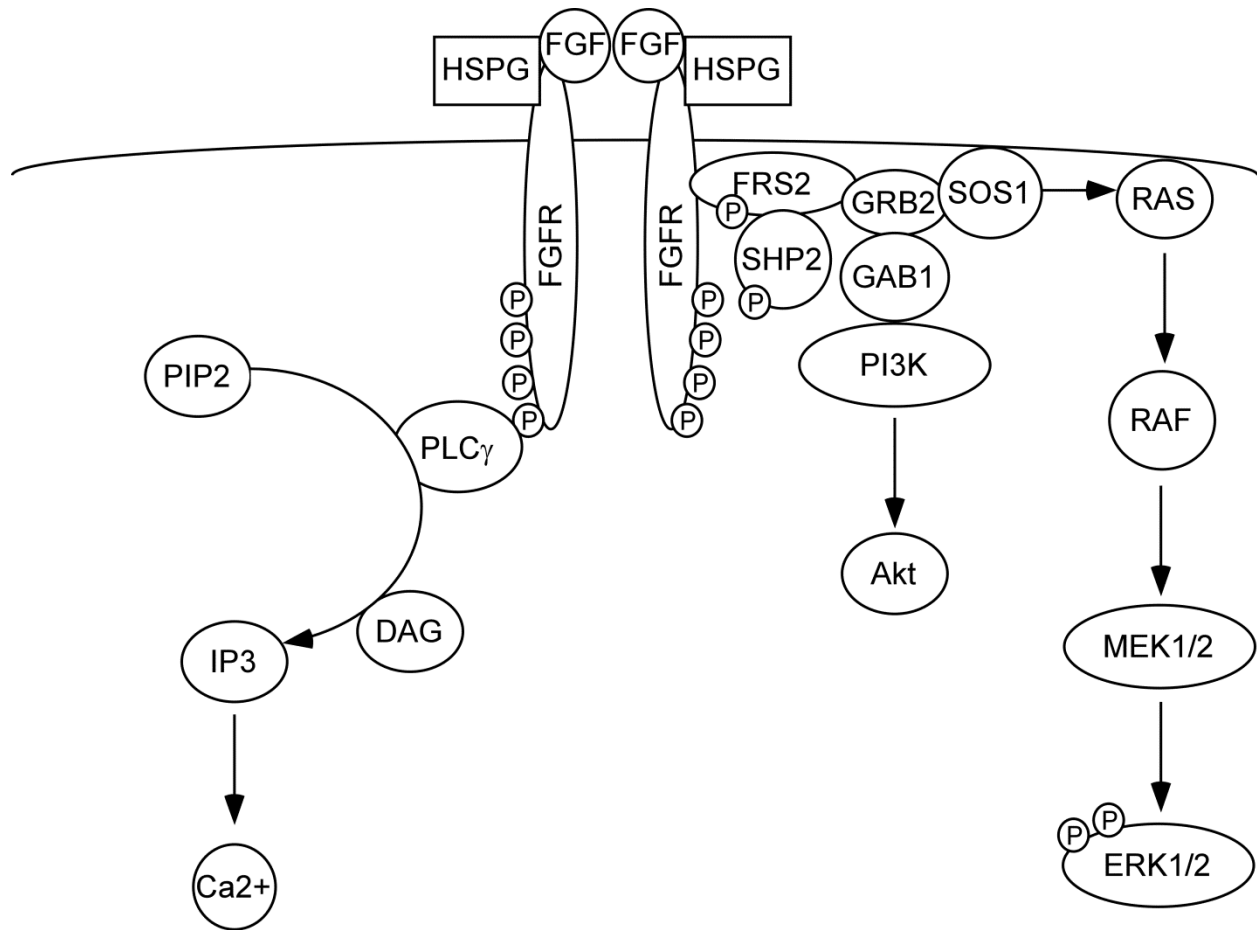 HSPG
FGF
FGF
HSPG
FGFR
FGFR
FRS2
P
GRB2
SOS1
RAS
SHP2
P
GAB1
P
P
P
P
P
P
P
P
PI3K
PIP2
PLCγ
RAF
Akt
DAG
IP3
MEK1/2
Ca2+
P
P
ERK1/2